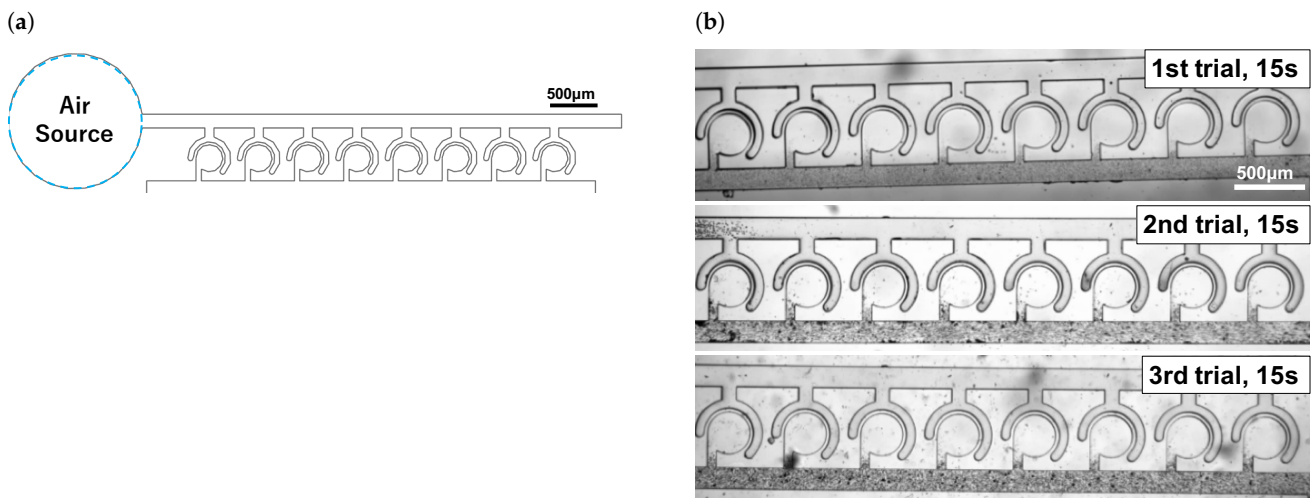 (a)
Air
Source
500µm
(b)
1st trial, 15s
500µm
2nd trial, 15s
3rd trial, 15s